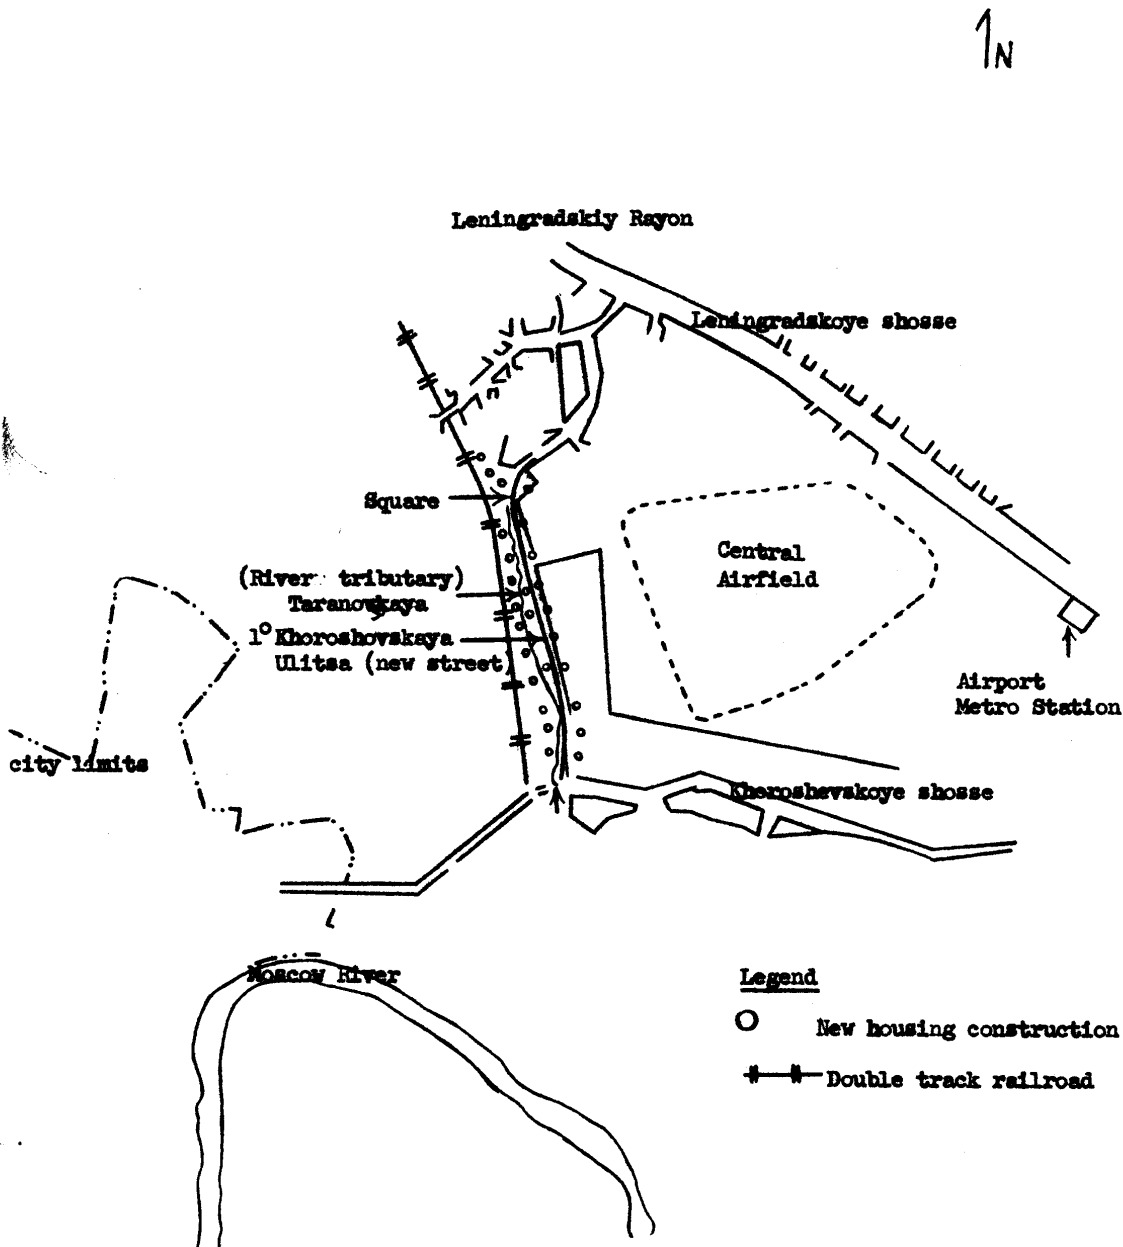 N
Leningradskiy Rayon
Leningradskoye shosse
Square
Central
Airfield
(River tributary)
Taranovskaya
1° Khoroshovskaya
Ulitsa (new street)
Airport
Metro Station
city limits
Khoroshevskoye shosse
Moscow River
Legend
New housing construction
Double track railroad